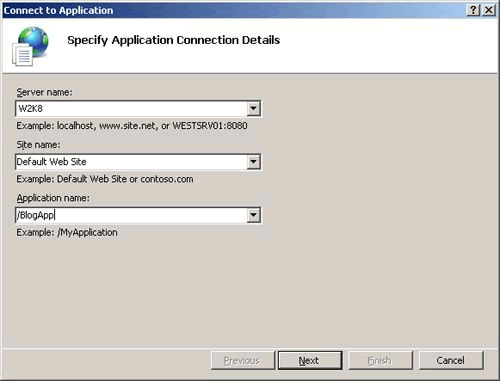 Connect to Application
Specify Application Connection Details
Server name:
W2K8
Example: localhost, www.site.net, or WESTSRV01:8080
Site name:
Default Web Site
Example: Default Web Site or contoso.com
Application name:
/BlogApp
Example: /MyApplication
Previous Next Finish Cancel